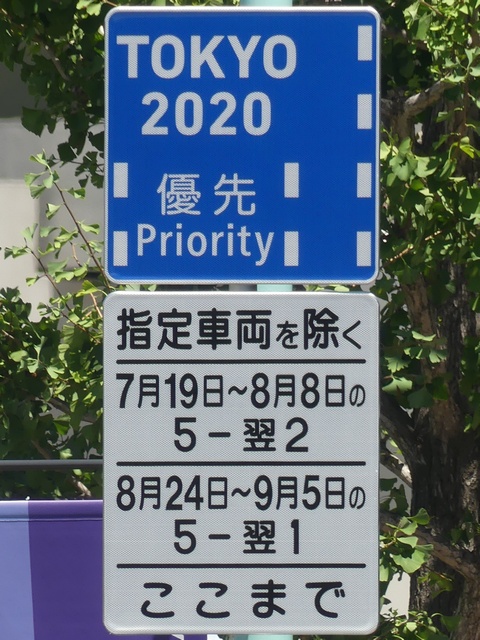 TOKYO
2020
優先
Priority
指定車両を除く
7月19日~8月8日の
5-翌2
8月24日~9月5日の
5-翌1
ここまで